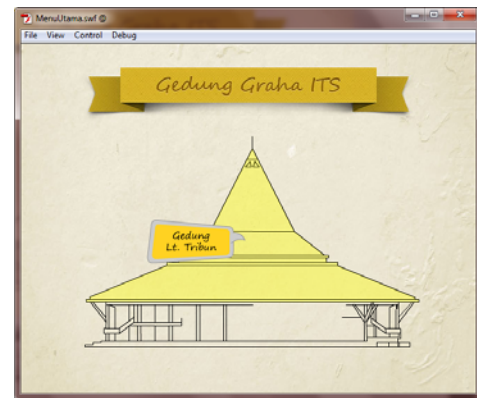 MenuUtama.swf
File View Control Debug
Gedung Graha ITS
Gedung
Lt. Tribun